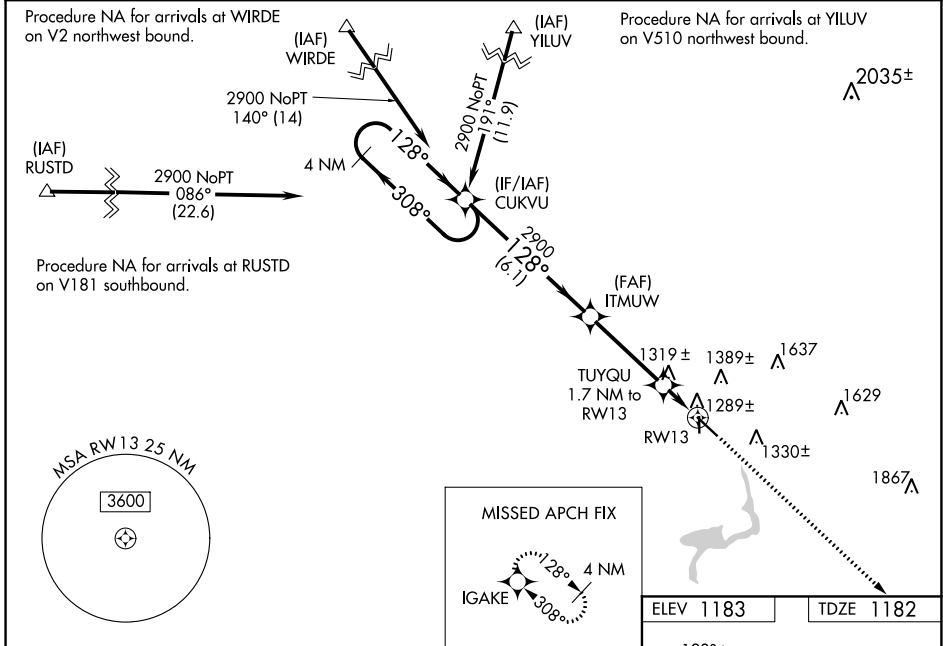 Procedure NA for arrivals at WIRDE
on V2 northwest bound.
(IAF)
WIRDE
(IAF)
YILUV
Procedure NA for arrivals at YILUV
on V510 northwest bound.
2035±
2900 NoPT
140° (14)
2900 NoPT
191°
(11.9)
(IAF)
RUSTD
2900 NoPT
086°
(22.6)
4 NM
128°
308°
(IF/IAF)
CUKVU
2900
128°
(6.1)
Procedure NA for arrivals at RUSTD
on V181 southbound.
(FAF)
ITMUW
1319±
1389±
1637
TUYQU
1.7 NM to
RW13
1289±
1629
RW13
1330±
1867
MSA RW13 25 NM
3600
MISSED APCH FIX
128°
4 NM
IGAKE
308°
ELEV 1183
TDZE 1182